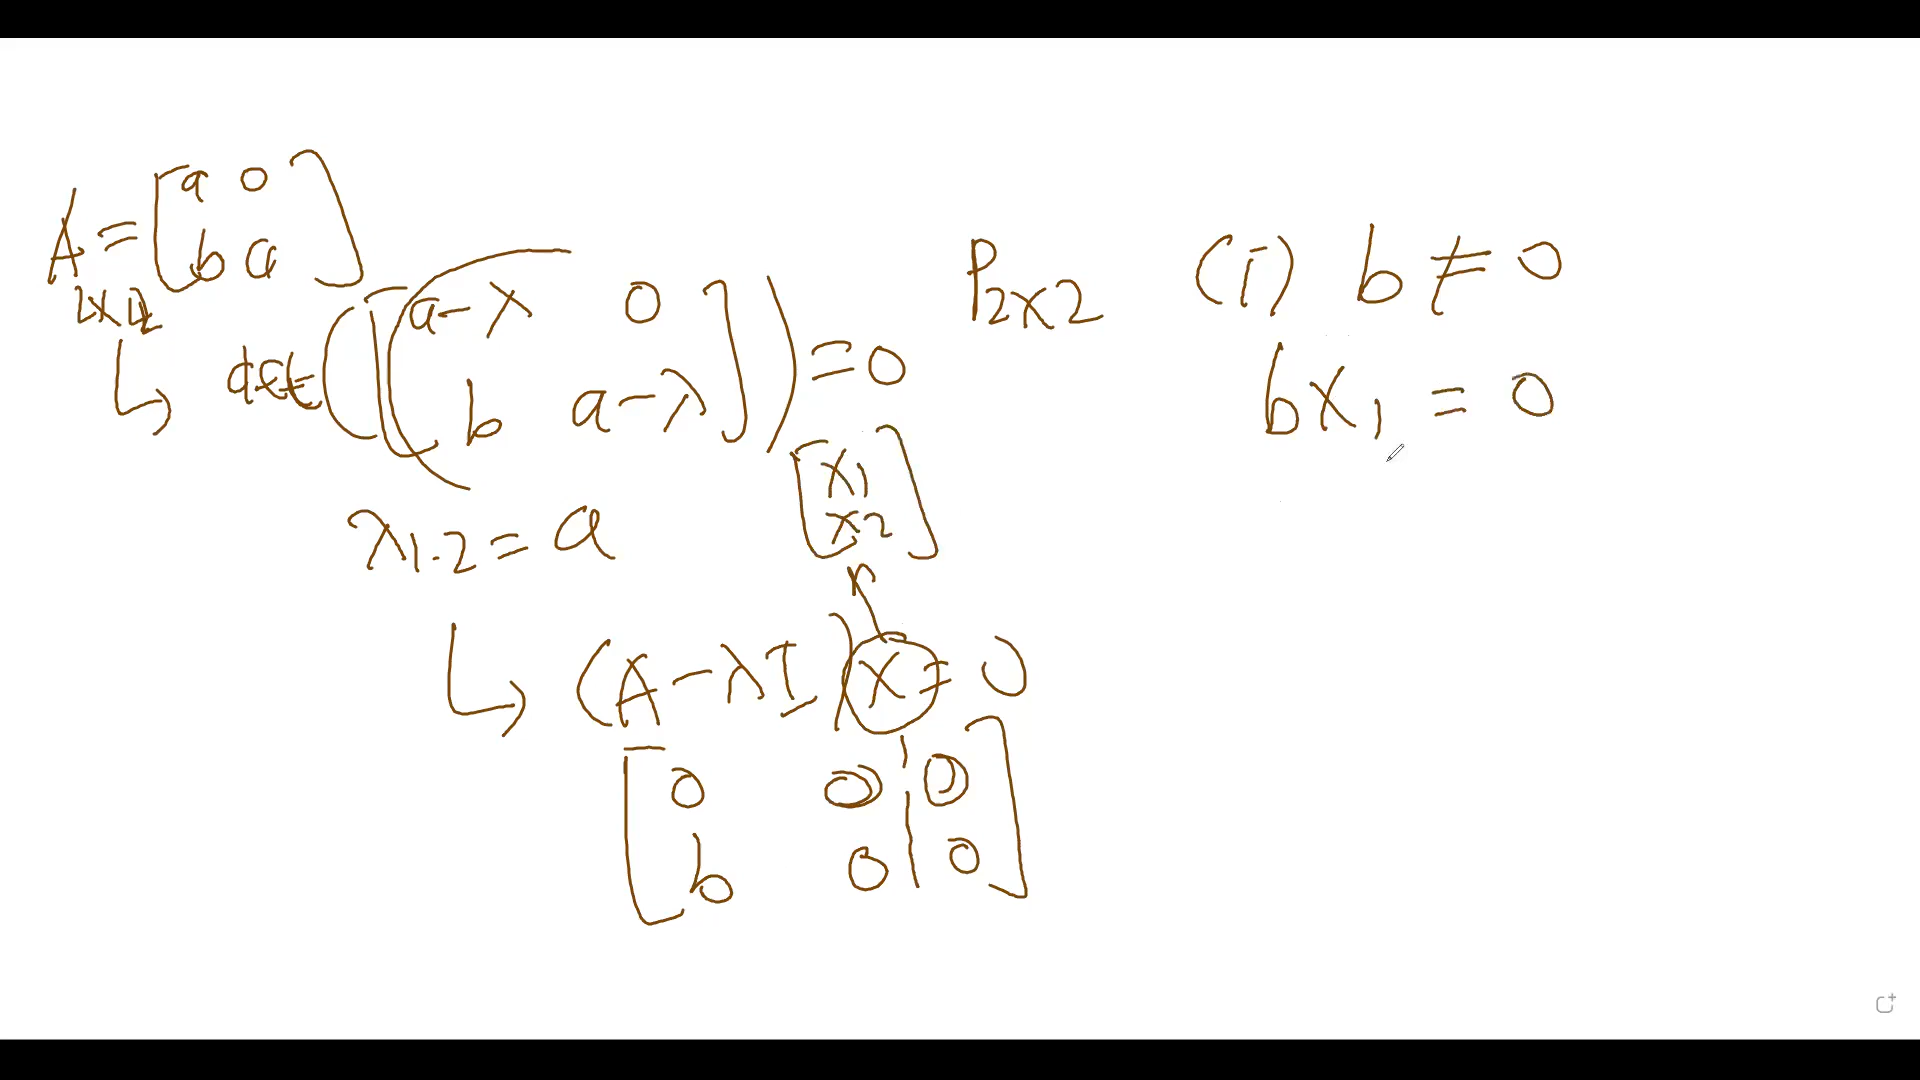 A = [a 0
b a]
2x2
det([a-λ 0
b a-λ]) = 0
λ1.2 = a
[x1
x2]
(A - λI)x = 0
[0 0 | 0
b 0 | 0]
P2x2
(i) b ≠ 0
bx1 = 0